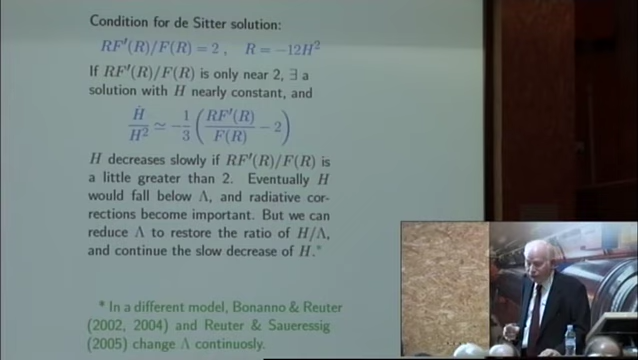 Condition for de Sitter solution:
RF′(R)/F(R) = 2 , R = −12H²
If RF′(R)/F(R) is only near 2, ∃ a
solution with H nearly constant, and
Ḣ/H² ≃ −1/3 (RF′(R)/F(R) − 2)
H decreases slowly if RF′(R)/F(R) is
a little greater than 2. Eventually H
would fall below Λ, and radiative cor-
rections become important. But we can
reduce Λ to restore the ratio of H/Λ,
and continue the slow decrease of H.*
* In a different model, Bonanno & Reuter
(2002, 2004) and Reuter & Saueressig
(2005) change Λ continuosly.